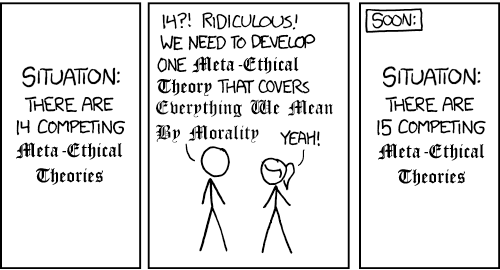 SITUATION:
THERE ARE
14 COMPETING
Meta-Ethical
Theories
14?! RIDICULOUS!
WE NEED TO DEVELOP
ONE Meta-Ethical
Theory THAT COVERS
Everything We Mean
By Morality
YEAH!
SOON:
SITUATION:
THERE ARE
15 COMPETING
Meta-Ethical
Theories